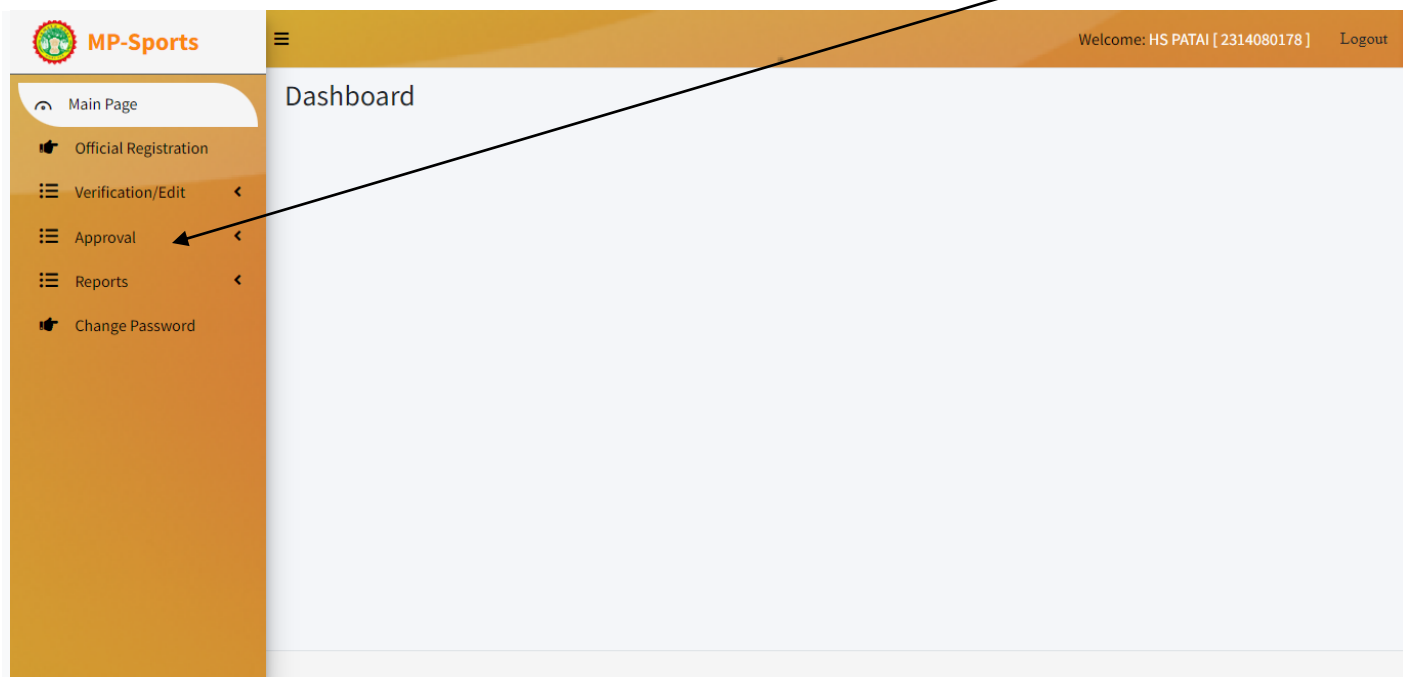 MP-Sports
Welcome: HS PATAI [ 2314080178 ] Logout
Main Page
Dashboard
Official Registration
Verification/Edit
Approval
Reports
Change Password